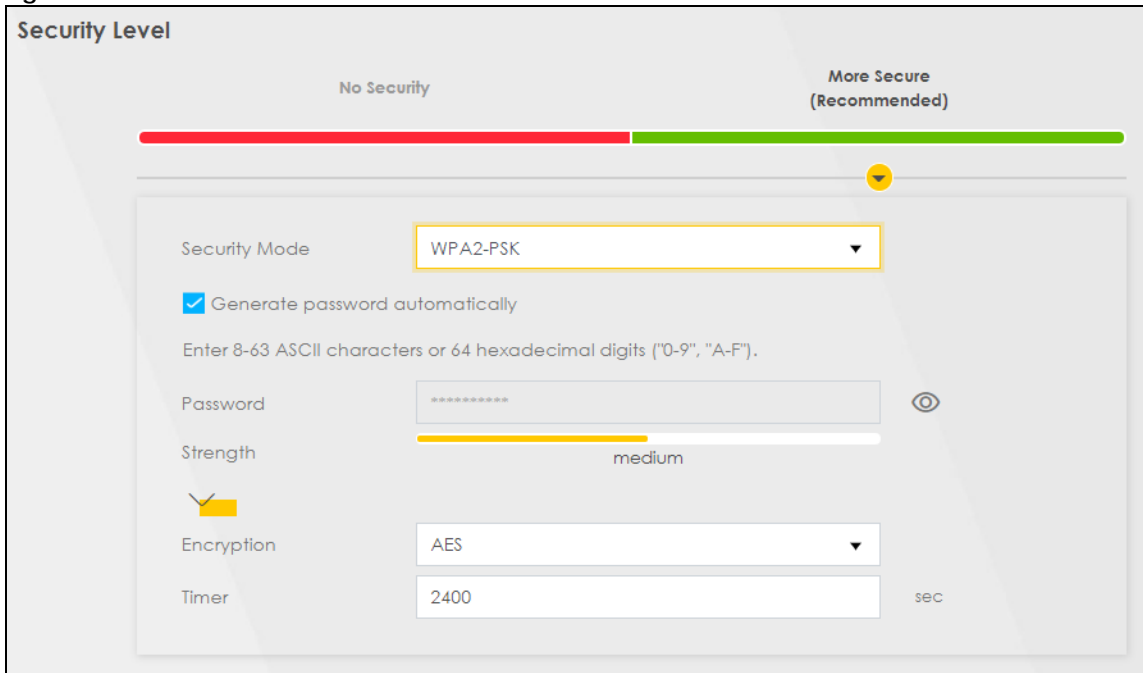 Security Level
No Security
More Secure
(Recommended)
Security Mode WPA2-PSK
Generate password automatically
Enter 8-63 ASCII characters or 64 hexadecimal digits ("0-9", "A-F").
Password **********
Strength
medium
Encryption AES
Timer 2400 sec